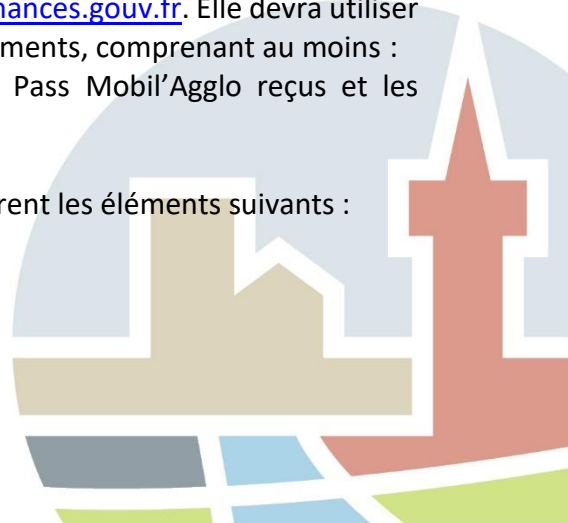 nances.gouv.fr. Elle devra utiliser
ments, comprenant au moins :
Pass Mobil’Agglo reçus et les
rent les éléments suivants :